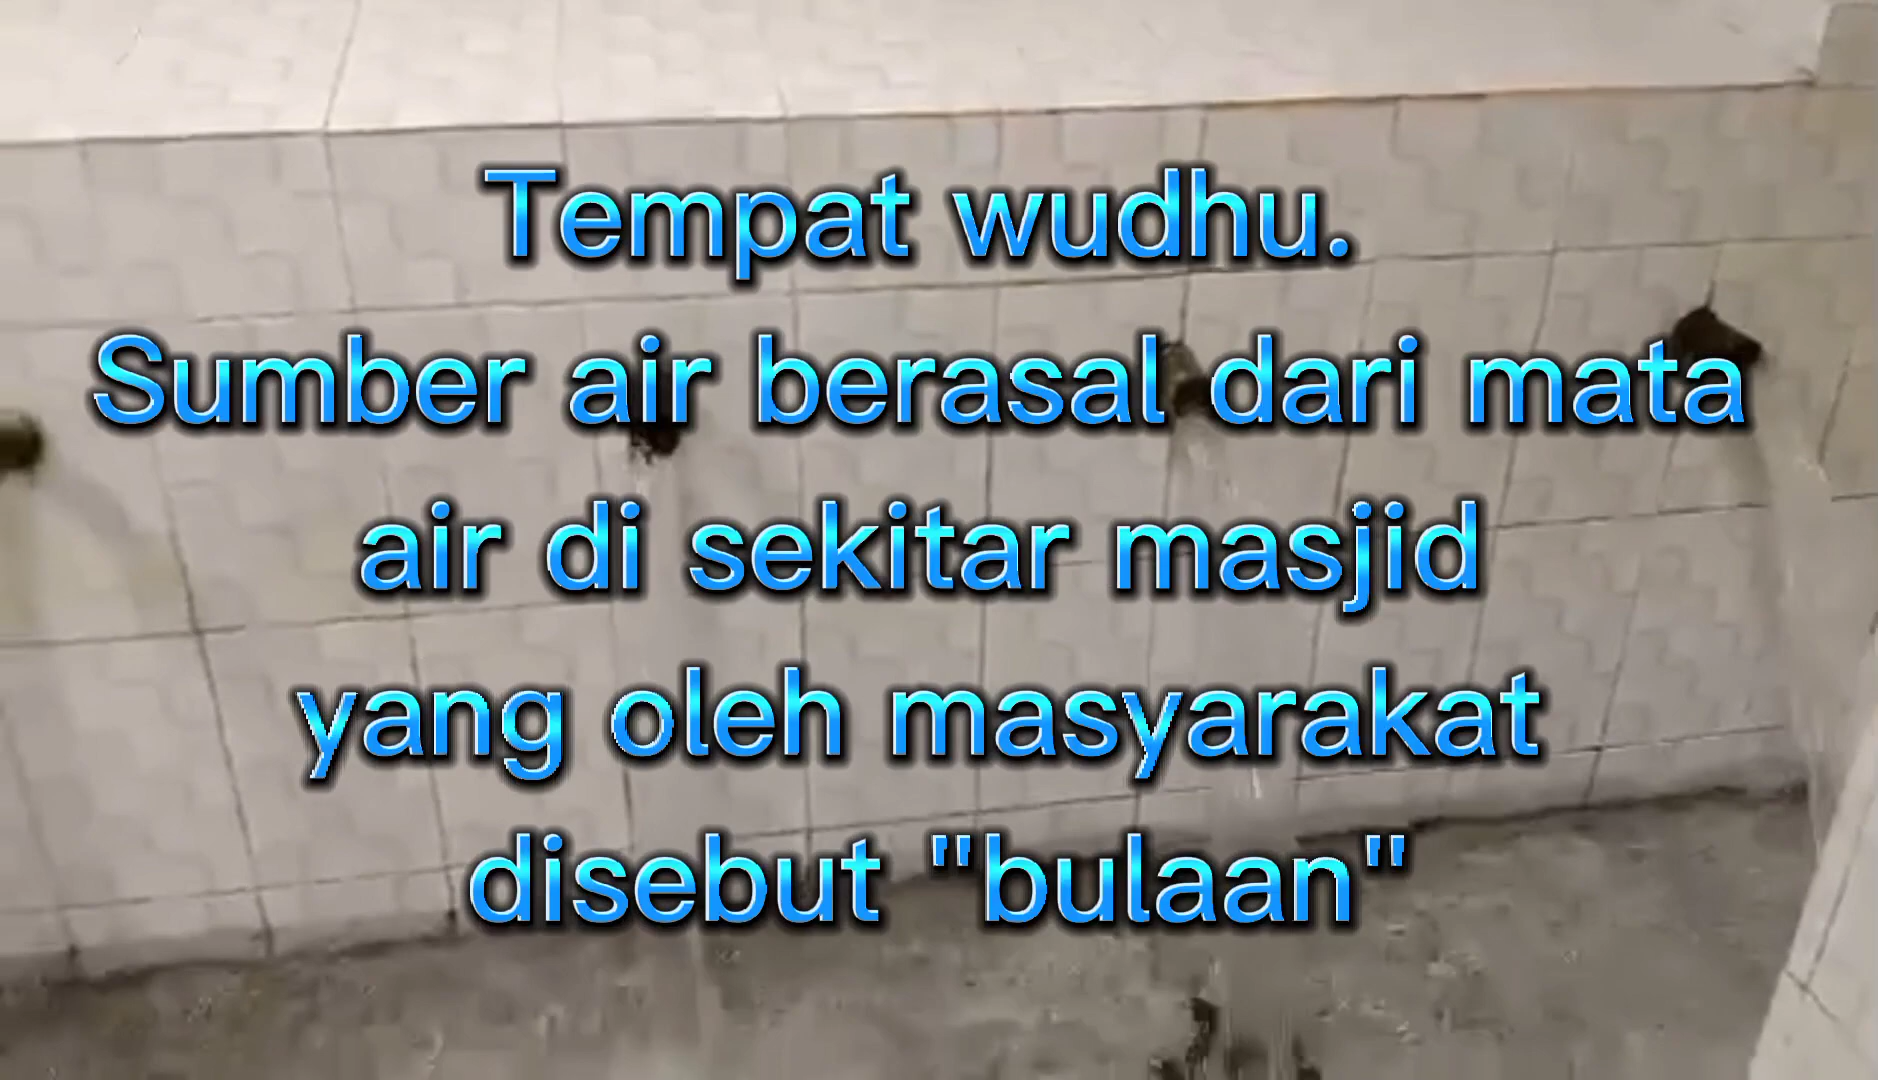 Tempat wudhu.
Sumber air berasal dari mata
air di sekitar masjid
yang oleh masyarakat
disebut "bulaan"